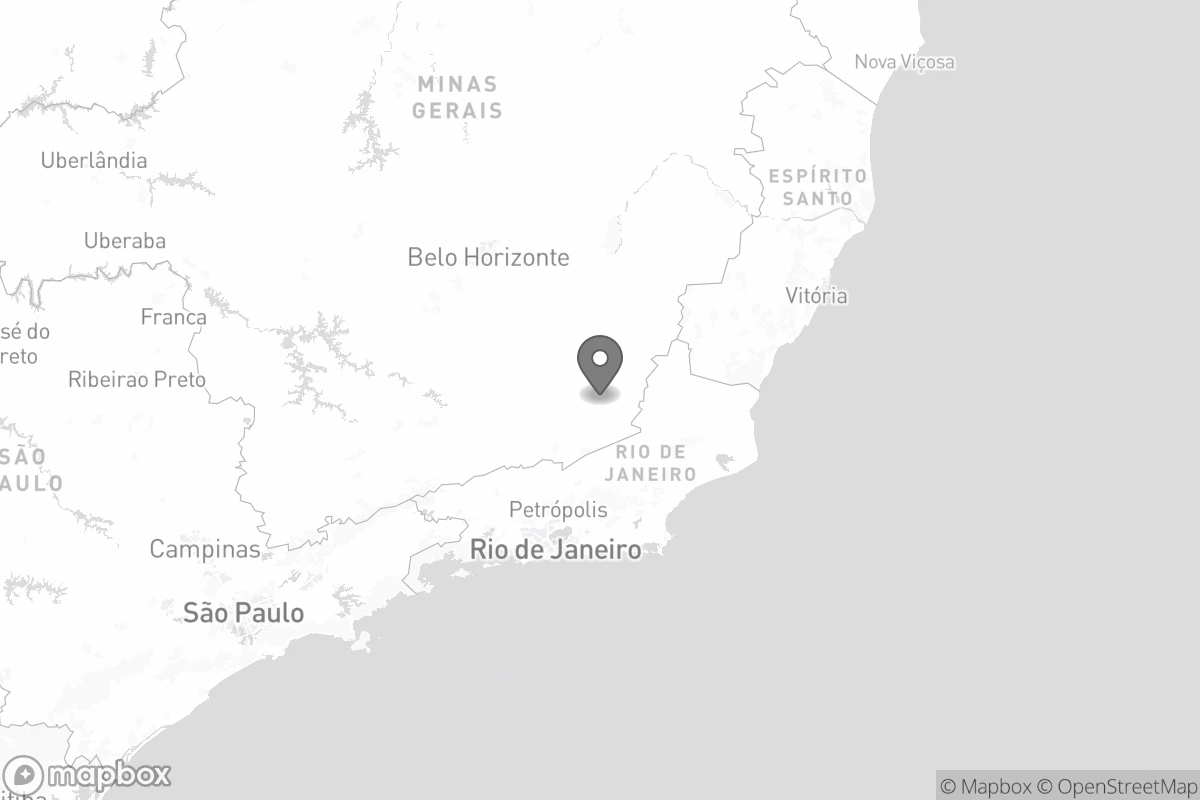 Nova Viçosa
MINAS
GERAIS
Uberlândia
ESPÍRITO
SANTO
Uberaba
Belo Horizonte
Vitória
Franca
sé do
reto
Ribeirao Preto
SÃO
AULO
RIO DE
JANEIRO
Petrópolis
Campinas
Rio de Janeiro
São Paulo
mapbox
© Mapbox © OpenStreetMap